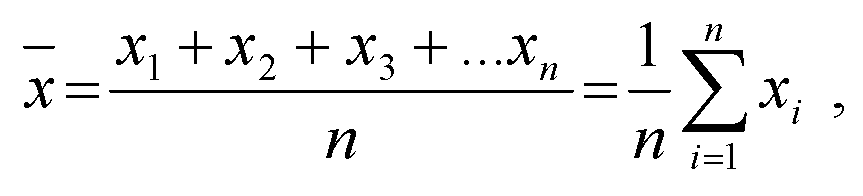 x̄ = (x₁ + x₂ + x₃ + ...xₙ) / n = (1/n) ∑ᵢ₌₁ⁿ xᵢ ,